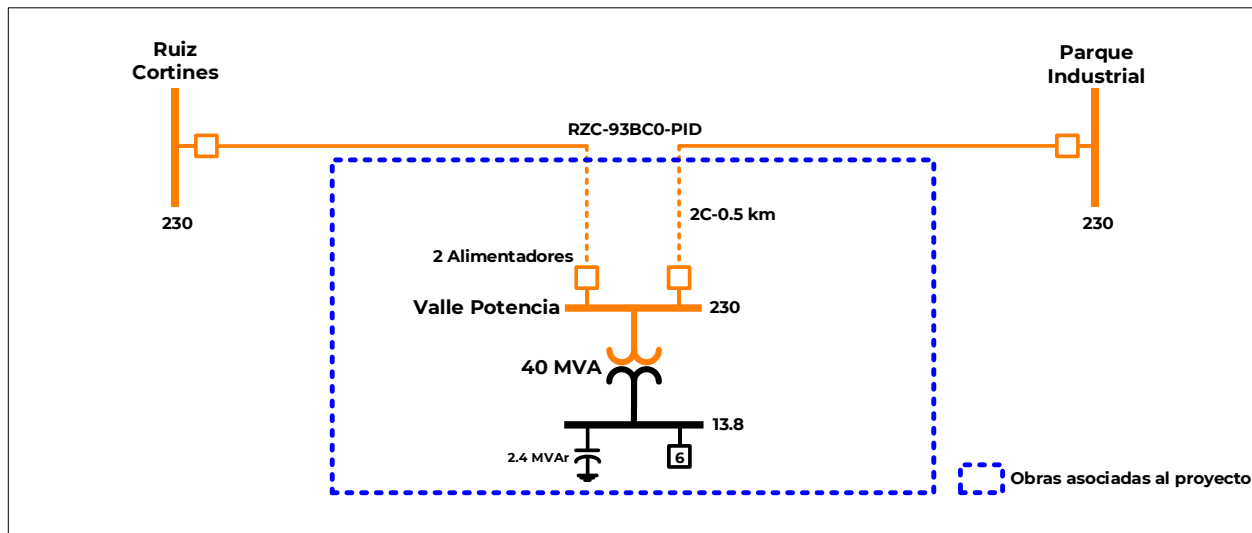 Ruiz
Cortines
Parque
Industrial
RZC-93BC0-PID
230
230
2C-0.5 km
2 Alimentadores
Valle Potencia
230
40 MVA
13.8
2.4 MVAr
6
Obras asociadas al proyecto